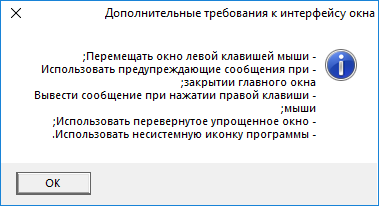 Дополнительные требования к интерфейсу окна
;Перемещать окно левой клавишей мыши -
Использовать предупреждающие сообщения при -
;закрытии главного окна
Вывести сообщение при нажатии правой клавиши -
;мыши
;Использовать перевернутое упрощенное окно -
.Использовать несистемную иконку программы -
OK